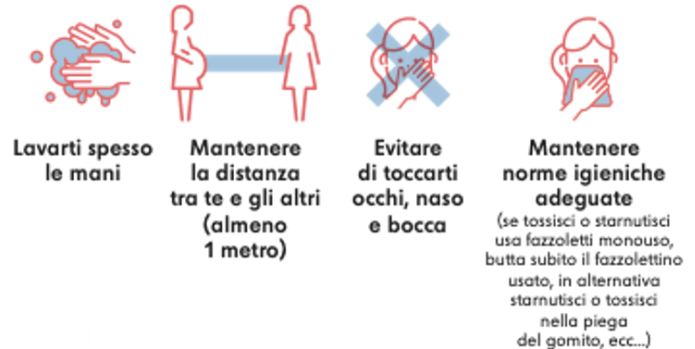 Lavarti spesso
le mani
Mantenere
la distanza
tra te e gli altri
(almeno
1 metro)
Evitare
di toccarti
occhi, naso
e bocca
Mantenere
norme igieniche
adeguate
(se tossisci o starnutisci
usa fazzoletti monouso,
butta subito il fazzolettino
usato, in alternativa
starnutisci o tossisci
nella piega
del gomito, ecc...)